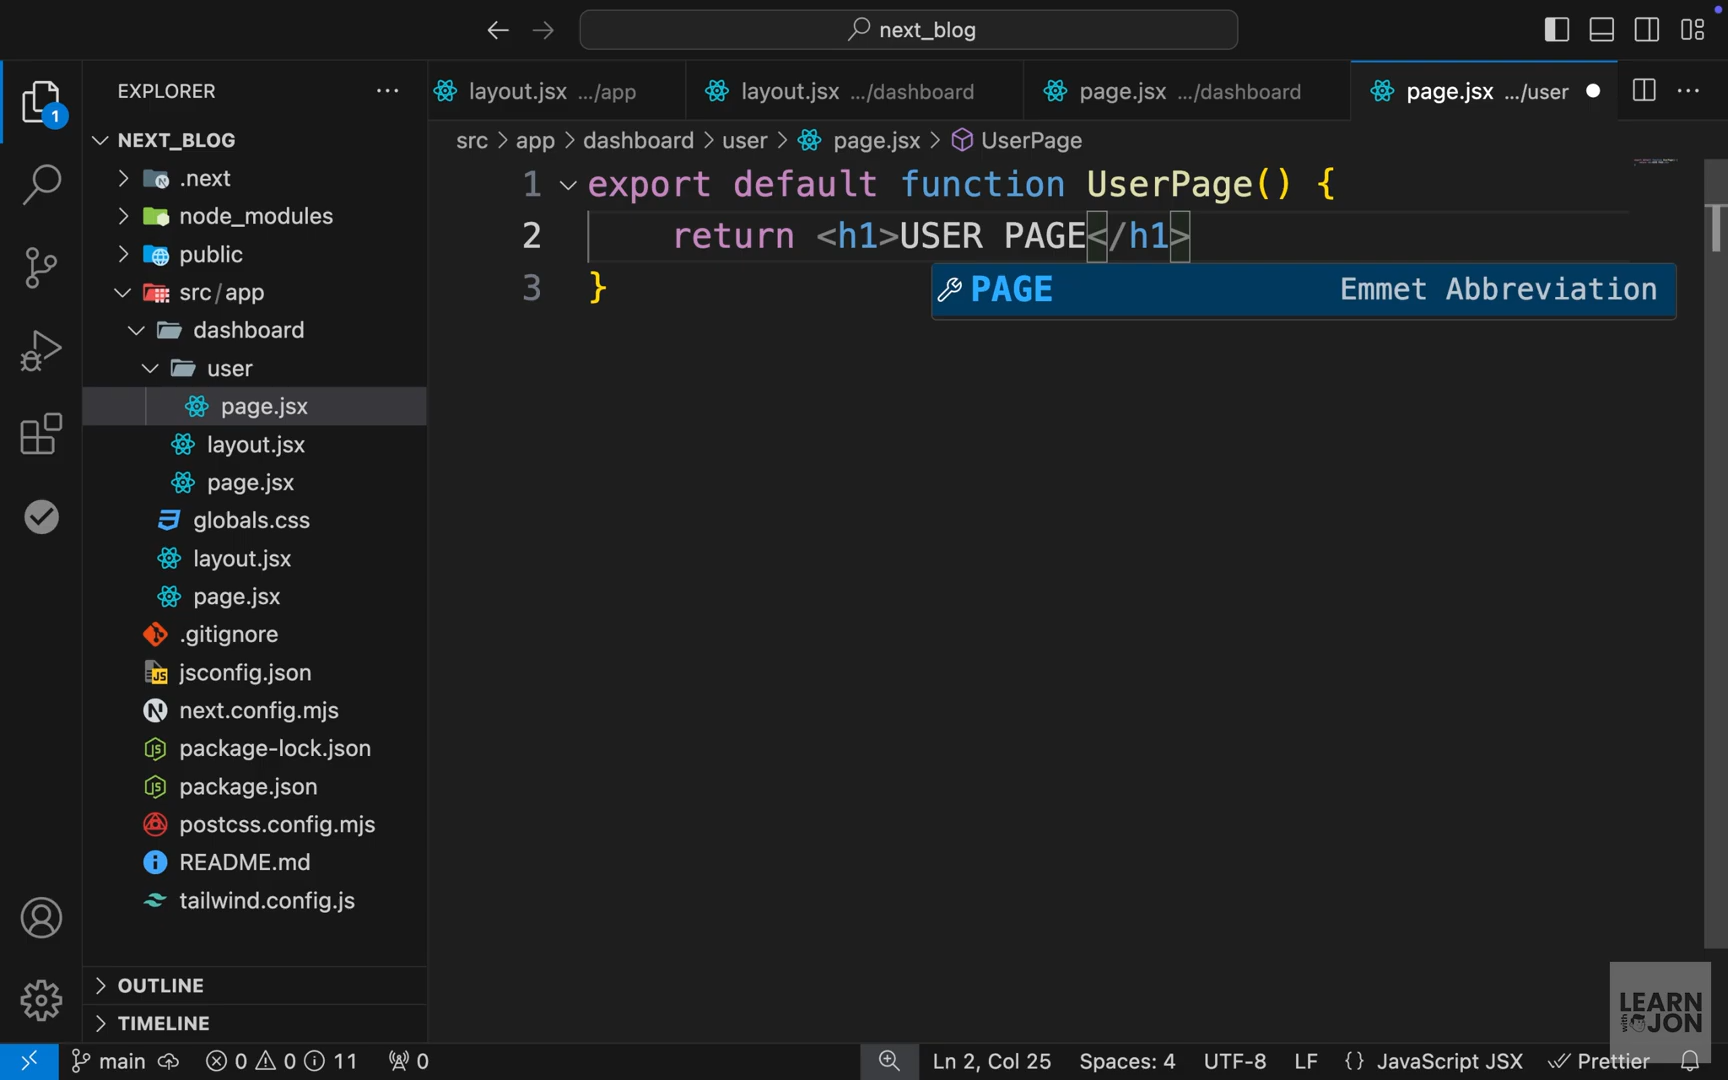 next_blog
EXPLORER
layout.jsx .../app
layout.jsx .../dashboard
page.jsx .../dashboard
page.jsx .../user
1
NEXT_BLOG
src > app > dashboard > user > page.jsx > UserPage
.next
node_modules
public
src/app
dashboard
user
page.jsx
layout.jsx
page.jsx
globals.css
layout.jsx
page.jsx
.gitignore
jsconfig.json
next.config.mjs
package-lock.json
package.json
postcss.config.mjs
README.md
tailwind.config.js
OUTLINE
TIMELINE
1 export default function UserPage() {
2 return <h1>USER PAGE</h1>
3 }
PAGE Emmet Abbreviation
LEARN
with JON
main 0 0 11 0 Ln 2, Col 25 Spaces: 4 UTF-8 LF {} JavaScript JSX Prettier